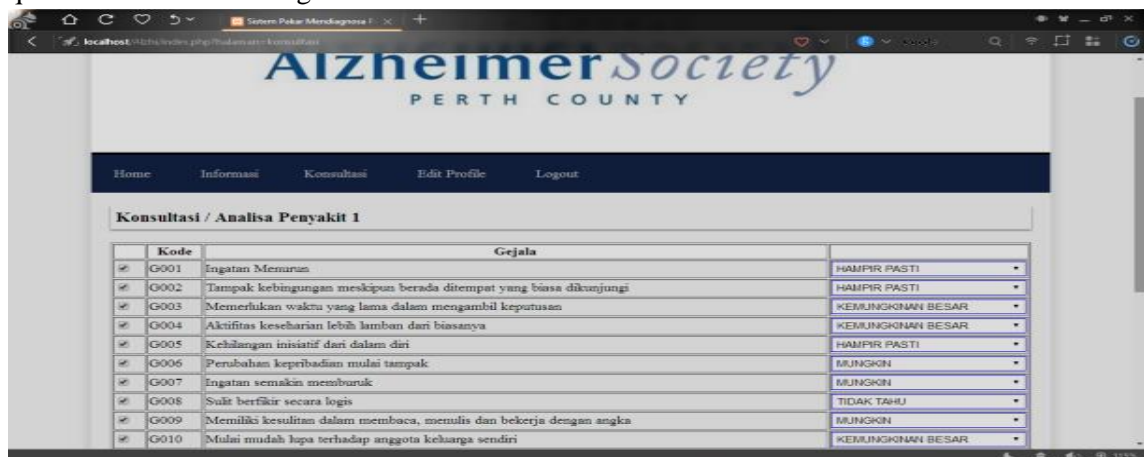 Sistem Pakar Mendiagnosa
localhost/Alzhi/index.php?halaman=konsultasi
Alzheimer Society
PERTH COUNTY
Home Informasi Konsultasi Edit Profile Logout
Konsultasi / Analisa Penyakit 1
Kode Gejala
G001 Ingatan Menurun HAMPIR PASTI
G002 Tampak kebingungan meskipun berada ditempat yang biasa dikunjungi HAMPIR PASTI
G003 Memerlukan waktu yang lama dalam mengambil keputusan KEMUNGKINAN BESAR
G004 Aktifitas keseharian lebih lamban dari biasanya KEMUNGKINAN BESAR
G005 Kehilangan inisiatif dari dalam diri HAMPIR PASTI
G006 Perubahan kepribadian mulai tampak MUNGKIN
G007 Ingatan semakin memburuk MUNGKIN
G008 Sulit berfikir secara logis TIDAK TAHU
G009 Memiliki kesulitan dalam membaca, menulis dan bekerja dengan angka MUNGKIN
G010 Mulai mudah lupa terhadap anggota keluarga sendiri KEMUNGKINAN BESAR